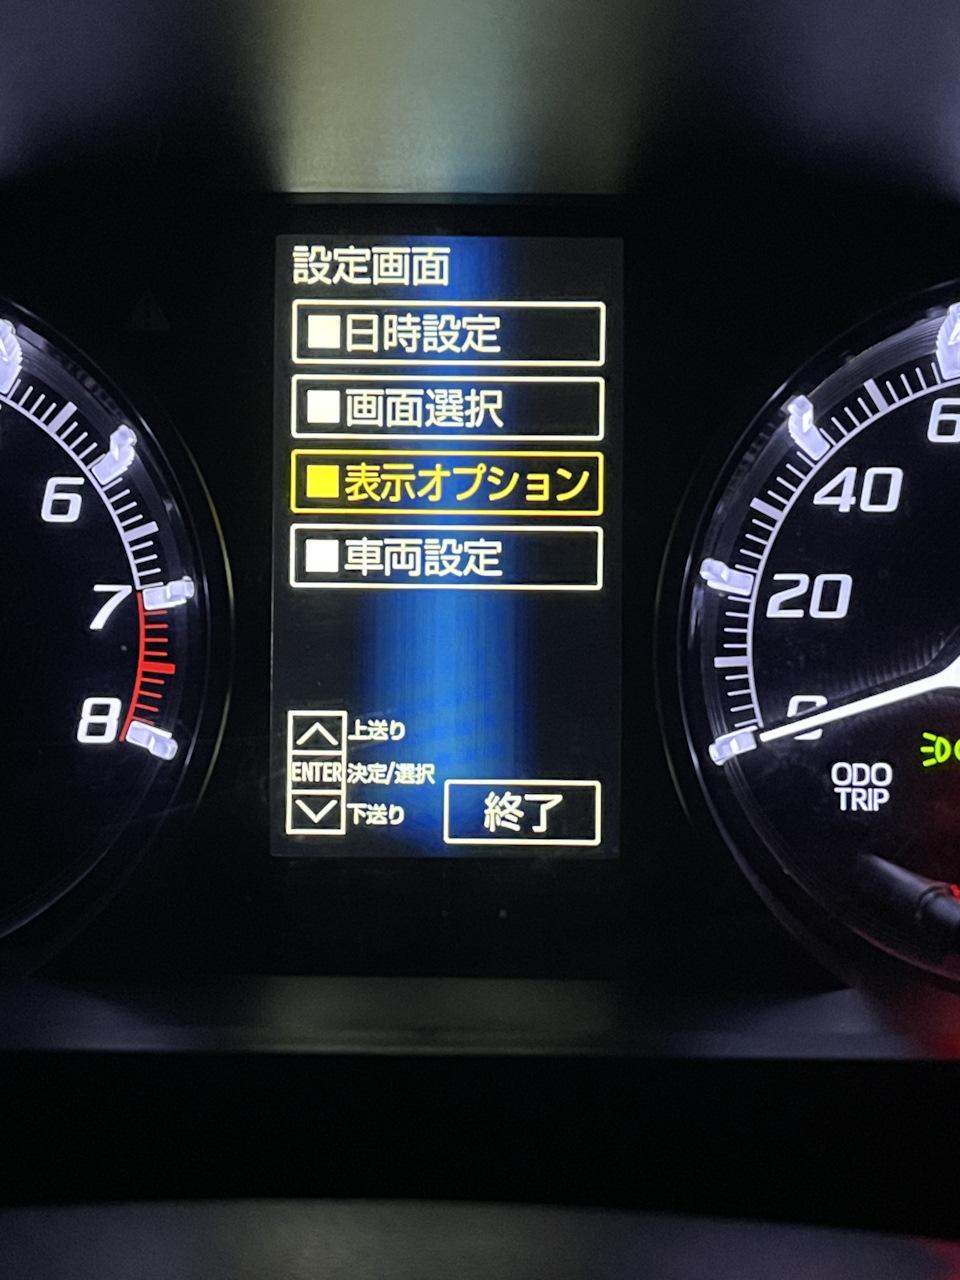 設定画面
■日時設定
■画面選択
■表示オプション
■車両設定
上送り
ENTER 決定/選択
下送り
終了
6
7
8
6
40
20
0
ODO
TRIP